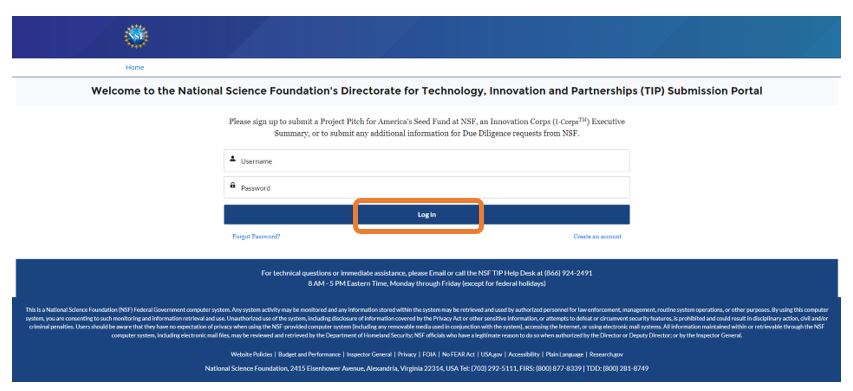 NSF
Home
Welcome to the National Science Foundation's Directorate for Technology, Innovation and Partnerships (TIP) Submission Portal
Please sign up to submit a Project Pitch for America's Seed Fund at NSF, an Innovation Corps (I-Corps™) Executive
Summary, or to submit any additional information for Due Diligence requests from NSF.
Username
Password
Log in
Forgot Password?
Create an account
For technical questions or immediate assistance, please Email or call the NSF TIP Help Desk at (866) 924-2491
8 AM - 5 PM Eastern Time, Monday through Friday (except for federal holidays)
This is a National Science Foundation (NSF) Federal Government computer system. Any system activity may be monitored and any information stored within the system may be retrieved and used by authorized personnel for law enforcement, management, routine system operations, or other purposes. By using this computer
system, you are consenting to such monitoring and information retrieval and use. Unauthorized use of the system, including disclosure of information covered by the Privacy Act or other sensitive information, or attempts to defeat or circumvent security features, is prohibited and could result in disciplinary action, civil and/or
criminal penalties. Users should be aware that they have no expectation of privacy when using the NSF-provided computer system (including any removable media used in conjunction with the system), accessing the Internet, or using electronic mail systems. All information maintained within or retrievable through the NSF
computer system, including electronic mail files, may be reviewed and retrieved by the Department of Homeland Security; NSF officials who have a legitimate reason to do so when authorized by the Director or Deputy Director; or by the Inspector General.
Website Policies | Budget and Performance | Inspector General | Privacy | FOIA | No FEAR Act | USA.gov | Accessibility | Plain Language | Research.gov
National Science Foundation, 2415 Eisenhower Avenue, Alexandria, Virginia 22314, USA Tel: (703) 292-5111, FIRS: (800) 877-8339 | TDD: (800) 281-8749